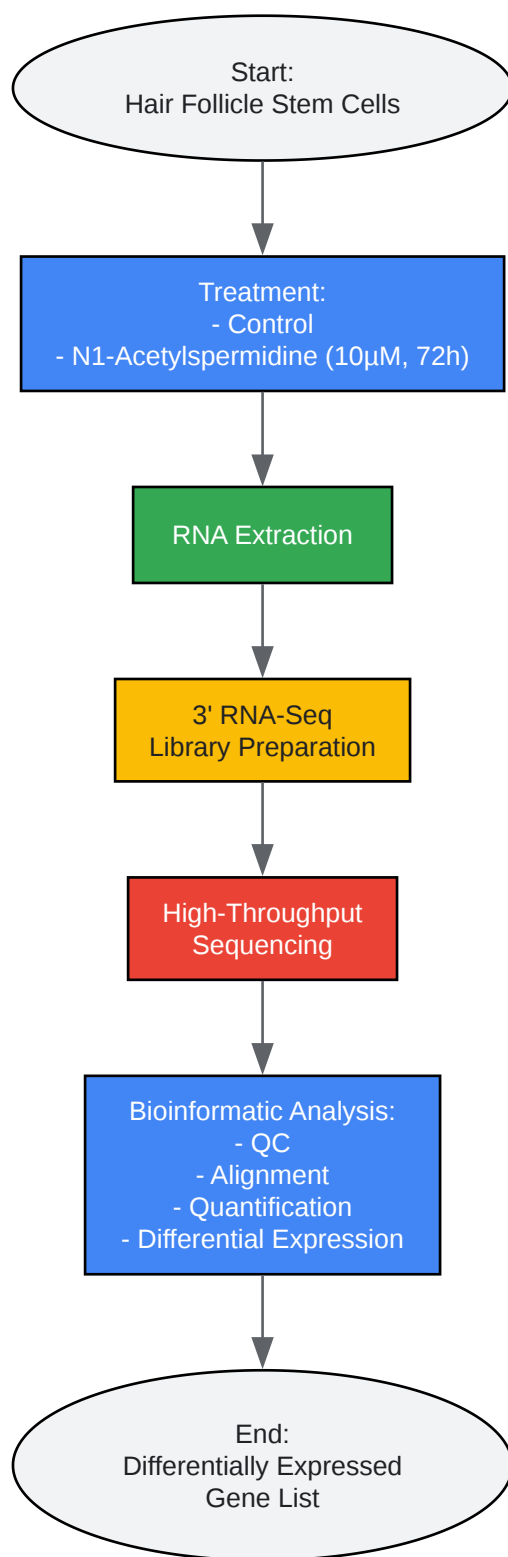 Start:
Hair Follicle Stem Cells
Treatment:
- Control
- N1-Acetylspermidine (10µM, 72h)
RNA Extraction
3' RNA-Seq
Library Preparation
High-Throughput
Sequencing
Bioinformatic Analysis:
- QC
- Alignment
- Quantification
- Differential Expression
End:
Differentially Expressed
Gene List